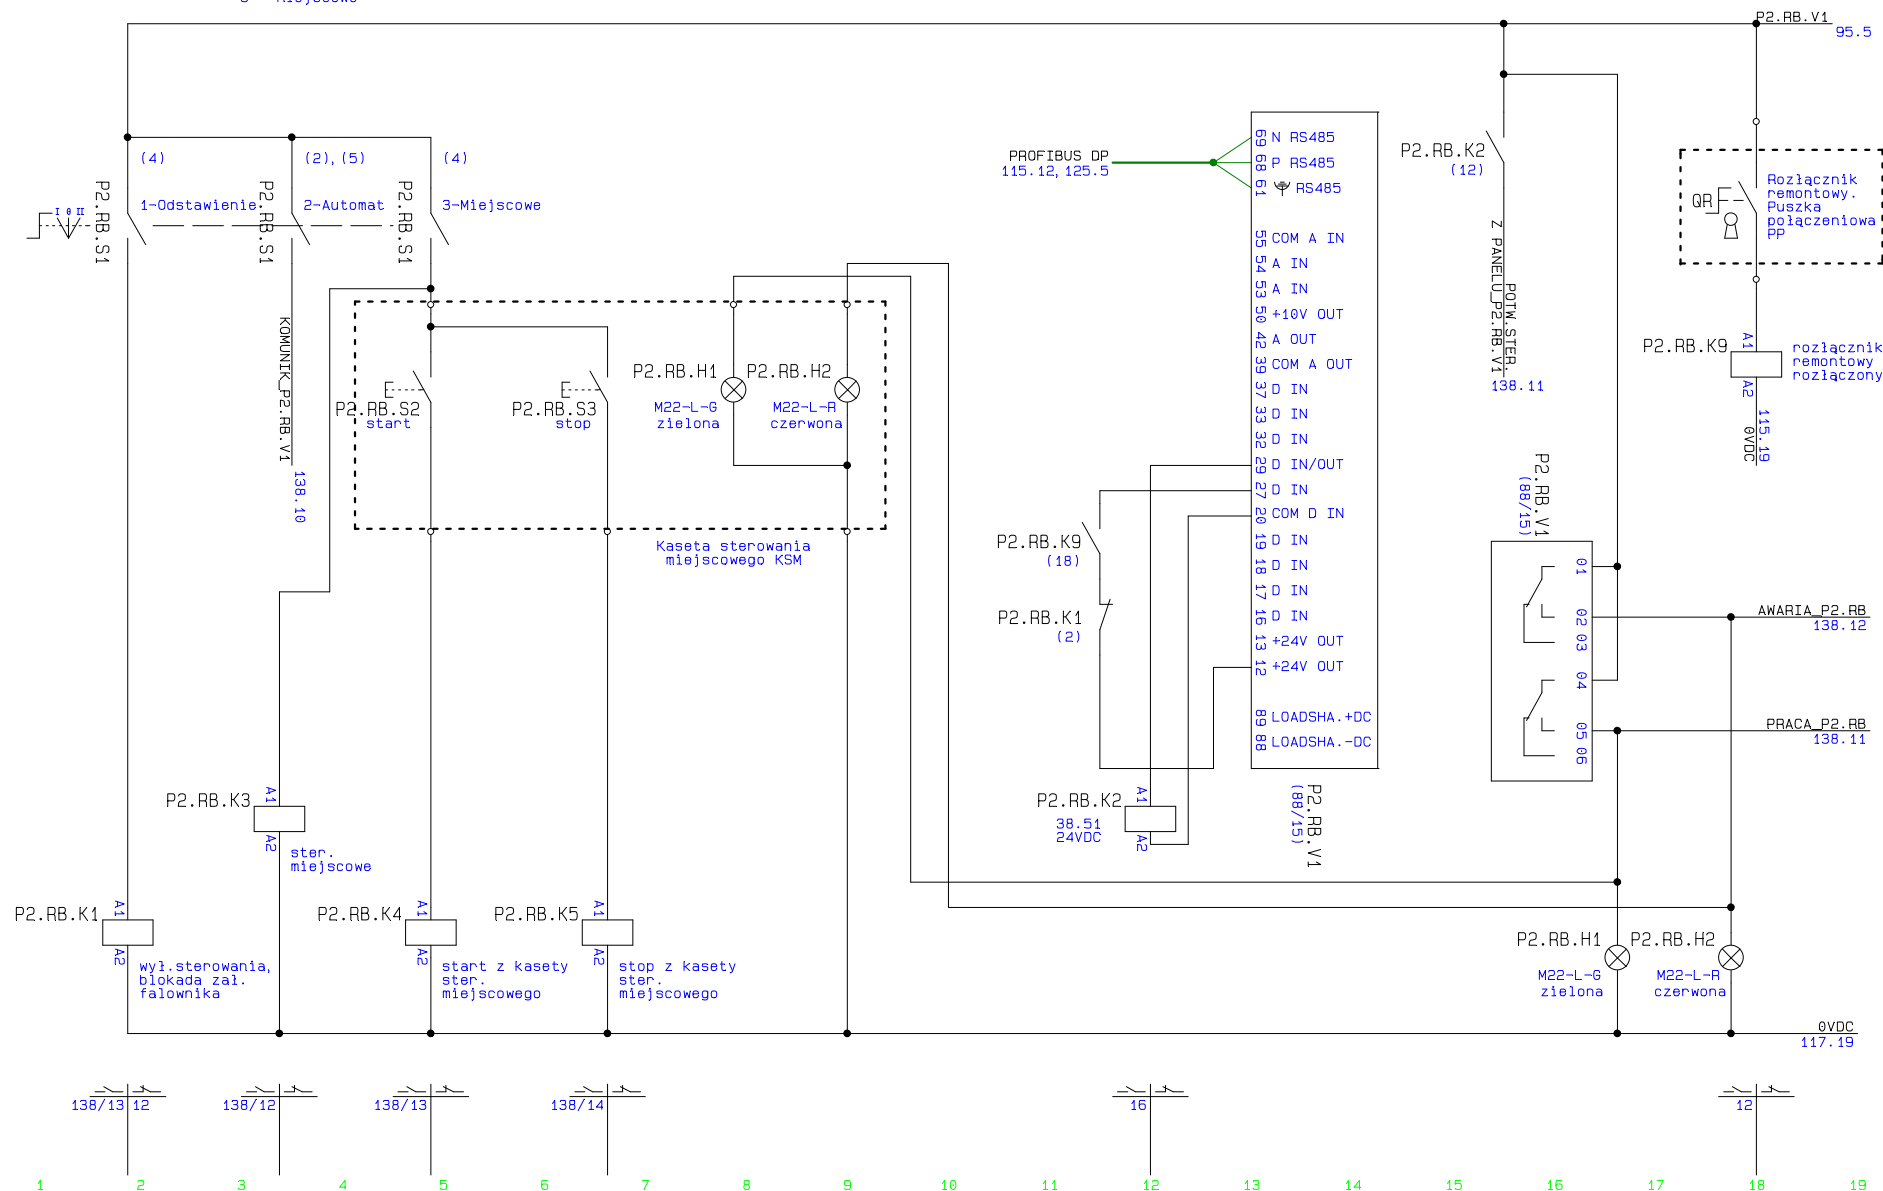 P2.RB.V1
95.5
(4)
(2),(5)
(4)
P2.RB.S1
1-Odstawienie
P2.RB.S1
2-Automat
P2.RB.S1
3-Miejscowe
I 0 II
KOMUNIK_P2.RB.V1
138.10
P2.RB.S2
start
P2.RB.S3
stop
P2.RB.H1
M22-L-G
zielona
P2.RB.H2
M22-L-R
czerwona
Kaseta sterowania
miejscowego KSM
PROFIBUS DP
115.12,125.5
69 N RS485
68 P RS485
61 RS485
55 COM A IN
54 A IN
53 A IN
50 +10V OUT
42 A OUT
39 COM A OUT
37 D IN
33 D IN
32 D IN
29 D IN/OUT
27 D IN
20 COM D IN
19 D IN
18 D IN
17 D IN
16 D IN
13 +24V OUT
12 +24V OUT
89 LOADSHA.+DC
88 LOADSHA.-DC
P2.RB.V1
(88/15)
P2.RB.K9
(18)
P2.RB.K1
(2)
P2.RB.K2
38.51
24VDC
A1
A2
P2.RB.K2
(12)
POTW.STER.
Z PANELU_P2.RB.V1
138.11
QR
Rozłącznik
remontowy.
Puszka
połączeniowa
PP
P2.RB.K9
A1
A2
rozłącznik
remontowy
rozłączony
115.19
0VDC
P2.RB.V1
(88/15)
01
02
03
04
05
06
AWARIA_P2.RB
138.12
PRACA_P2.RB
138.11
P2.RB.K3
A1
A2
ster.
miejscowe
P2.RB.K1
A1
A2
wył.sterowania,
blokada zał.
falownika
P2.RB.K4
A1
A2
start z kasety
ster.
miejscowego
P2.RB.K5
A1
A2
stop z kasety
ster.
miejscowego
P2.RB.H1
M22-L-G
zielona
P2.RB.H2
M22-L-R
czerwona
0VDC
117.19
138/13 12
138/12
138/13
138/14
16
12
1 2 3 4 5 6 7 8 9 10 11 12 13 14 15 16 17 18 19